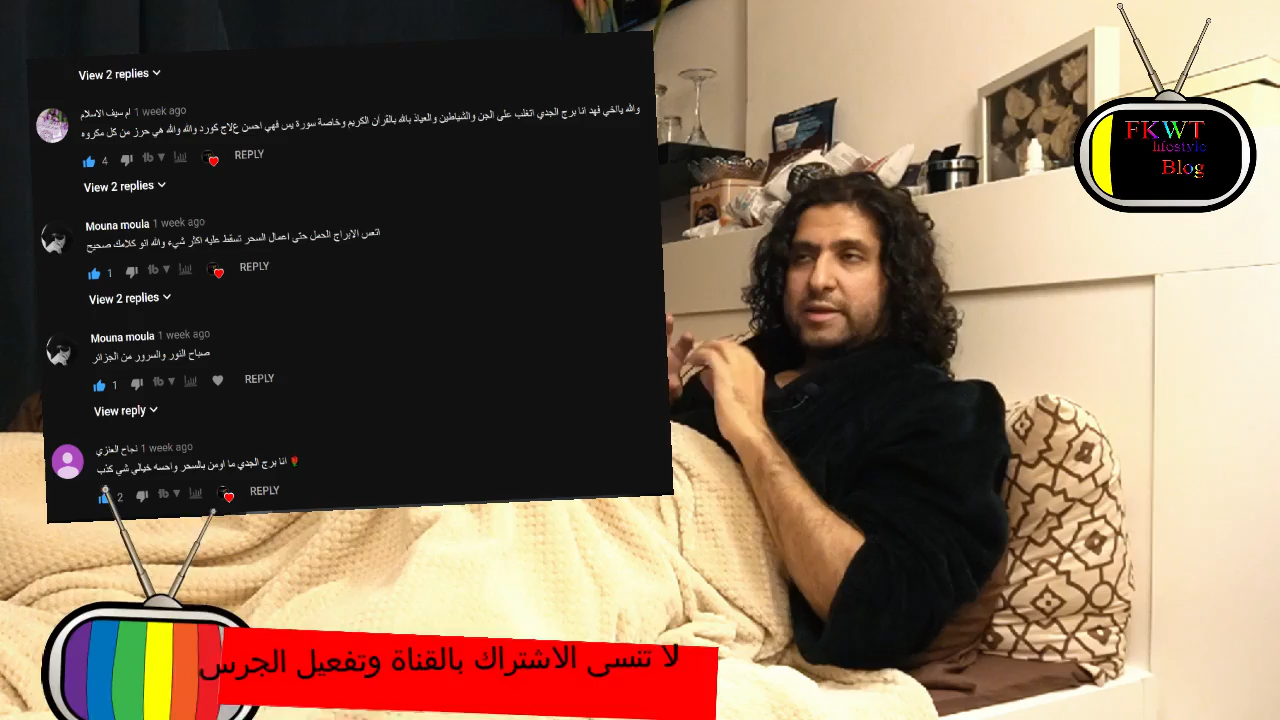 View 2 replies
ام سيف الاسلام 1 week ago
والله يااخي فهد انا برج الجدي اتغلب على الجن والشياطين والعياذ بالله بالقران الكريم وخاصة سورة يس فهي احسن علاج كورد والله والله هي حرز من كل مكروه
4 REPLY
View 2 replies
Mouna moula 1 week ago
اتعس الابراج الحمل حتى اعمال السحر تسقط عليه اكثر شيء والله انو كلامك صحيح
1 REPLY
View 2 replies
Mouna moula 1 week ago
صباح النور والسرور من الجزائر
1 REPLY
View reply
نجاح العنزي 1 week ago
انا برج الجدي ما اومن بالسحر واحسه خيالي شي كذب
2 REPLY
FKWT
lifestyle
Blog
لا تنسى الاشتراك بالقناة وتفعيل الجرس